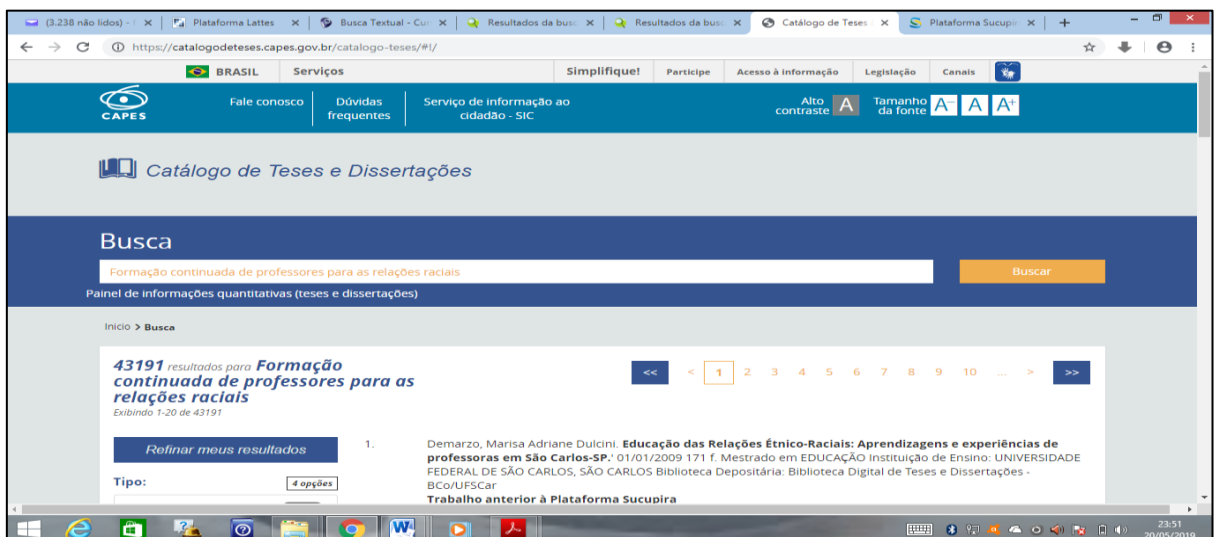 (3.238 não lidos) -
Plataforma Lattes
Busca Textual - Cur
Resultados da busc
Resultados da busc
Catálogo de Teses
Plataforma Sucupi
https://catalogodeteses.capes.gov.br/catalogo-teses/#!/
BRASIL Serviços Simplifique! Participe Acesso à informação Legislação Canais
CAPES
Fale conosco
Dúvidas
frequentes
Serviço de informação ao
cidadão - SIC
Alto
contraste A
Tamanho
da fonte A- A A+
Catálogo de Teses e Dissertações
Busca
Formação continuada de professores para as relações raciais Buscar
Painel de informações quantitativas (teses e dissertações)
Início > Busca
43191 resultados para Formação
continuada de professores para as
relações raciais
Exibindo 1-20 de 43191
<< < 1 2 3 4 5 6 7 8 9 10 ... > >>
Refinar meus resultados
Tipo: 4 opções
1. Demarzo, Marisa Adriane Dulcini. Educação das Relações Étnico-Raciais: Aprendizagens e experiências de
professoras em São Carlos-SP.' 01/01/2009 171 f. Mestrado em EDUCAÇÃO Instituição de Ensino: UNIVERSIDADE
FEDERAL DE SÃO CARLOS, SÃO CARLOS Biblioteca Depositária: Biblioteca Digital de Teses e Dissertações -
BCo/UFSCar
Trabalho anterior à Plataforma Sucupira
23:51
20/05/2019